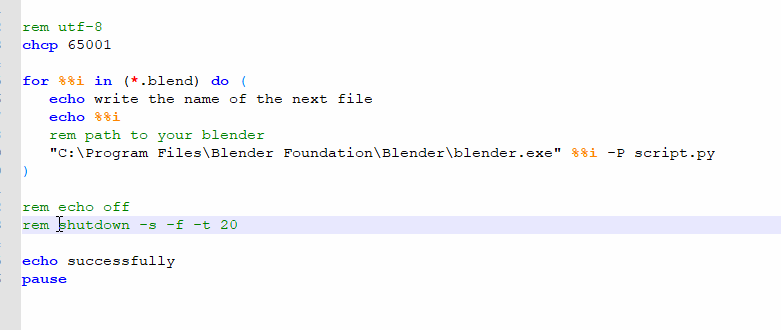 rem utf-8
chcp 65001
for %%i in (*.blend) do (
echo write the name of the next file
echo %%i
rem path to your blender
"C:\Program Files\Blender Foundation\Blender\blender.exe" %%i -P script.py
)
rem echo off
rem shutdown -s -f -t 20
echo successfully
pause